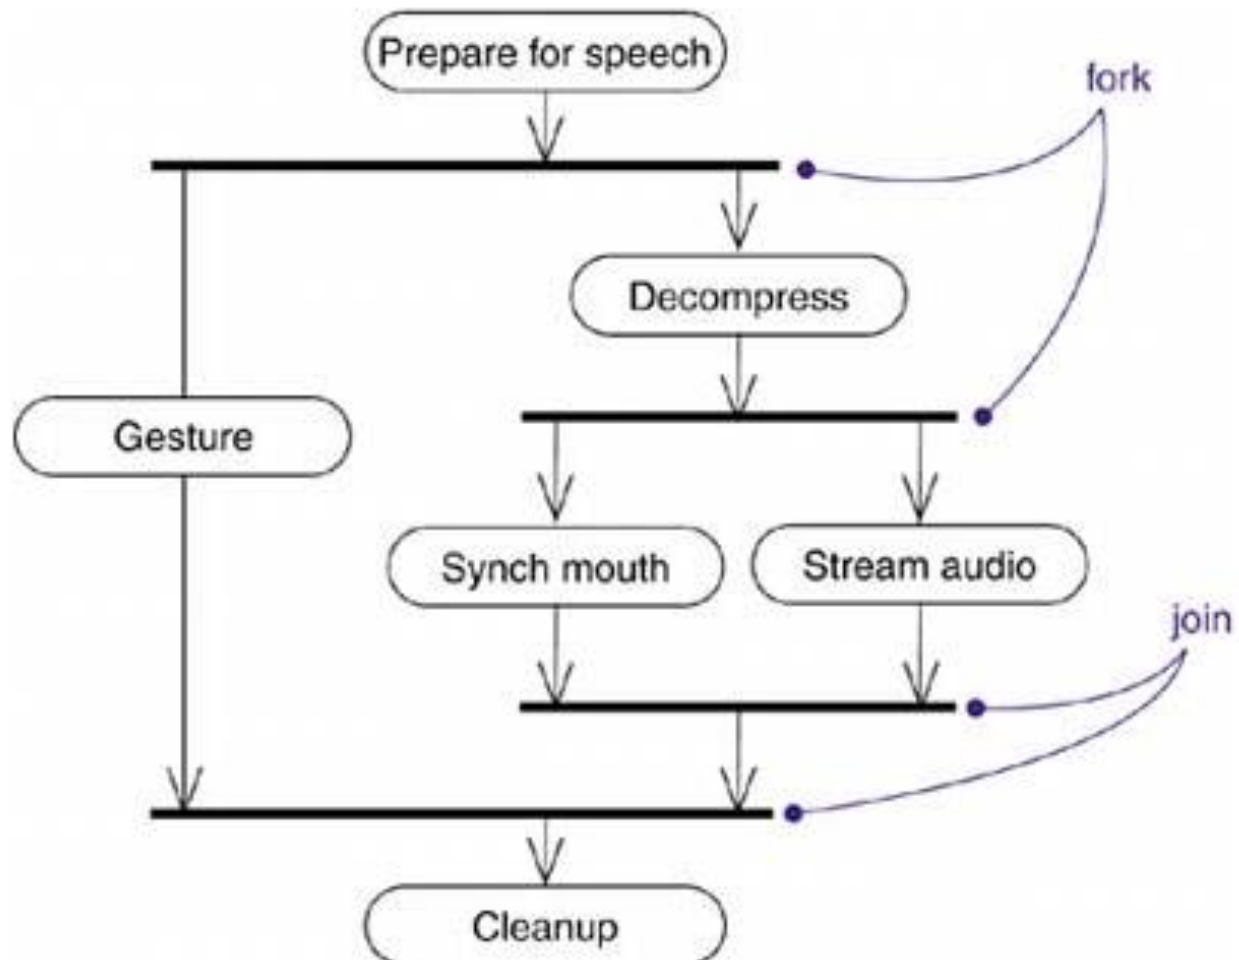 Prepare for speech
fork
Decompress
Gesture
Synch mouth
Stream audio
join
Cleanup